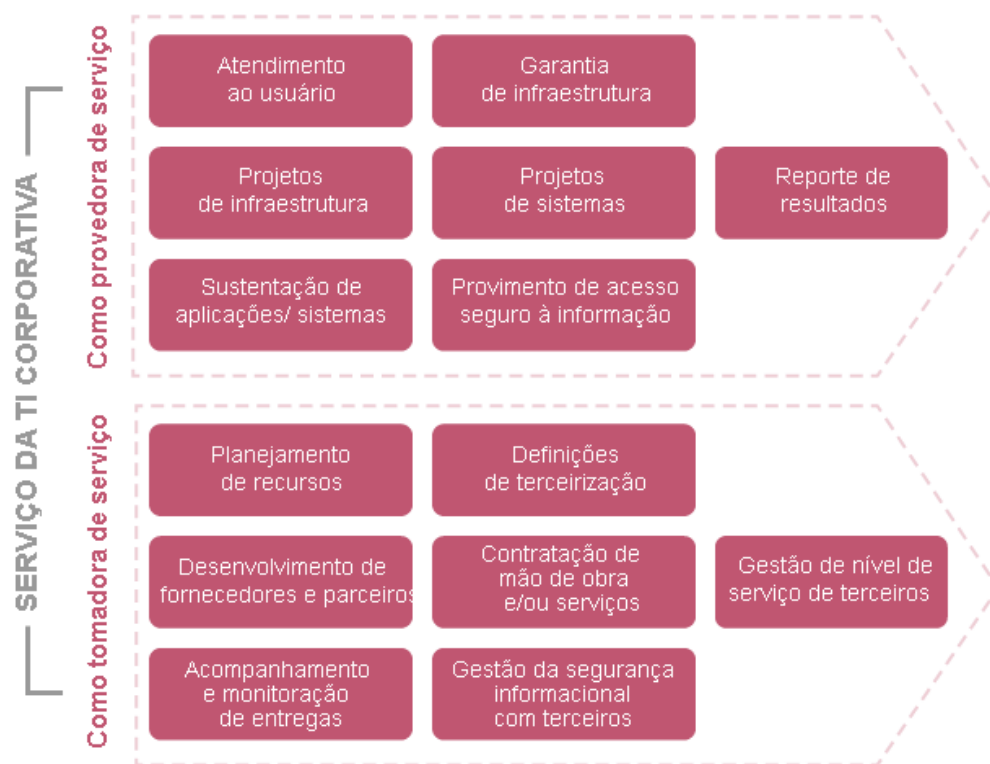 SERVIÇO DA TI CORPORATIVA
Como provedora de serviço
Atendimento
ao usuário
Garantia
de infraestrutura
Projetos
de infraestrutura
Projetos
de sistemas
Reporte de
resultados
Sustentação de
aplicações/ sistemas
Provimento de acesso
seguro à informação
Como tomadora de serviço
Planejamento
de recursos
Definições
de terceirização
Desenvolvimento de
fornecedores e parceiros
Contratação de
mão de obra
e/ou serviços
Gestão de nível de
serviço de terceiros
Acompanhamento
e monitoração
de entregas
Gestão da segurança
informacional
com terceiros